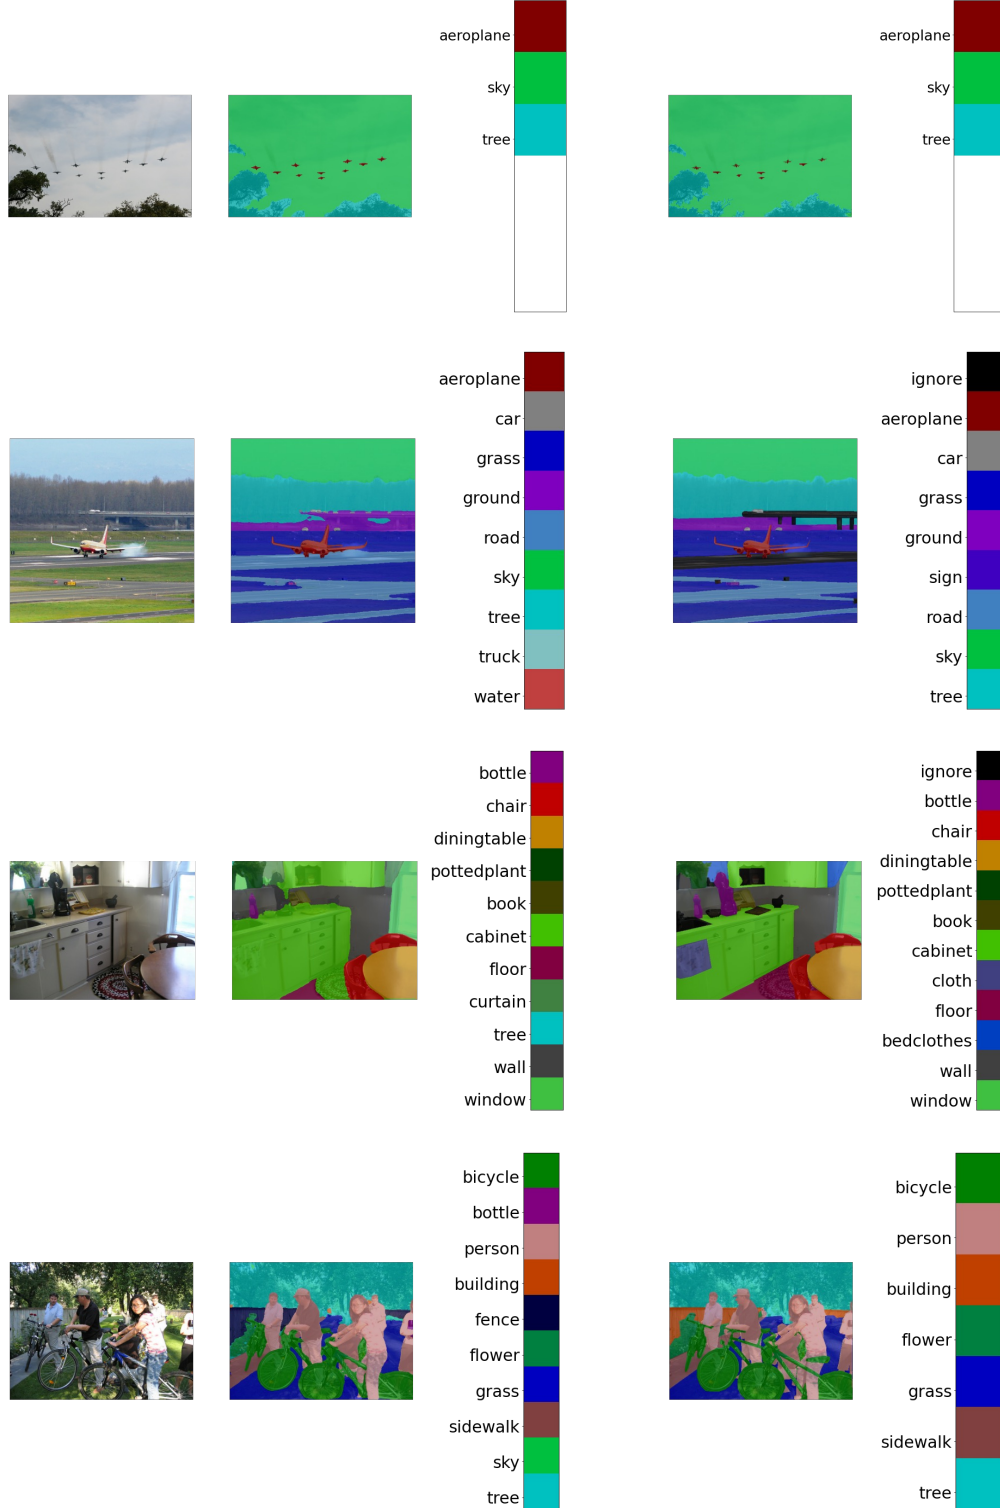 aeroplane
sky
tree
aeroplane
sky
tree
aeroplane
car
grass
ground
road
sky
tree
truck
water
ignore
aeroplane
car
grass
ground
sign
road
sky
tree
bottle
chair
diningtable
pottedplant
book
cabinet
floor
curtain
tree
wall
window
ignore
bottle
chair
diningtable
pottedplant
book
cabinet
cloth
floor
bedclothes
wall
window
bicycle
bottle
person
building
fence
flower
grass
sidewalk
sky
tree
bicycle
person
building
flower
grass
sidewalk
tree